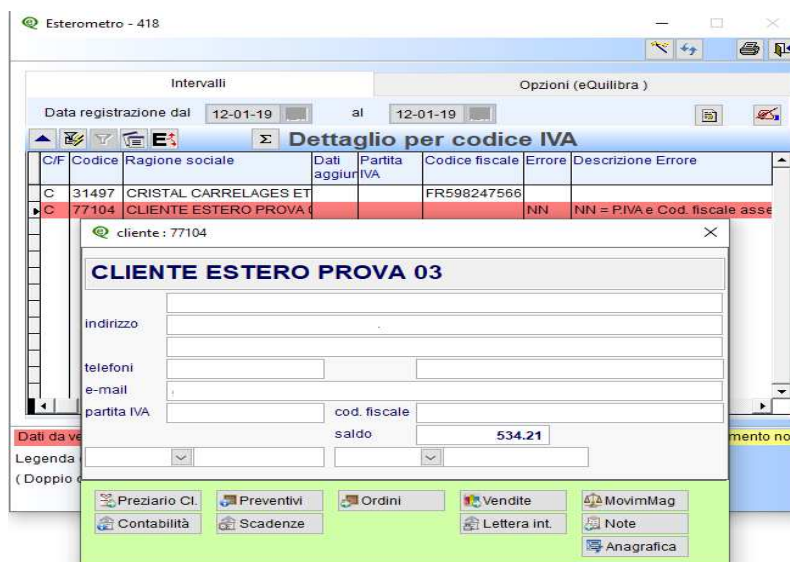 Esterometro - 418
Intervalli
Opzioni (eQuilibra )
Data registrazione dal 12-01-19 al 12-01-19
Σ Dettaglio per codice IVA
C/F Codice Ragione sociale Dati aggiun Partita IVA Codice fiscale Errore Descrizione Errore
C 31497 CRISTAL CARRELAGES ET FR598247566
C 77104 CLIENTE ESTERO PROVA NN NN = P.IVA e Cod. fiscale asse
cliente : 77104
CLIENTE ESTERO PROVA 03
indirizzo
telefoni
e-mail
partita IVA cod. fiscale
saldo 534.21
Dati da ve
mento no
Legenda
( Doppio
Preziario Cl. Preventivi Ordini Vendite MovimMag
Contabilità Scadenze Lettera int. Note
Anagrafica